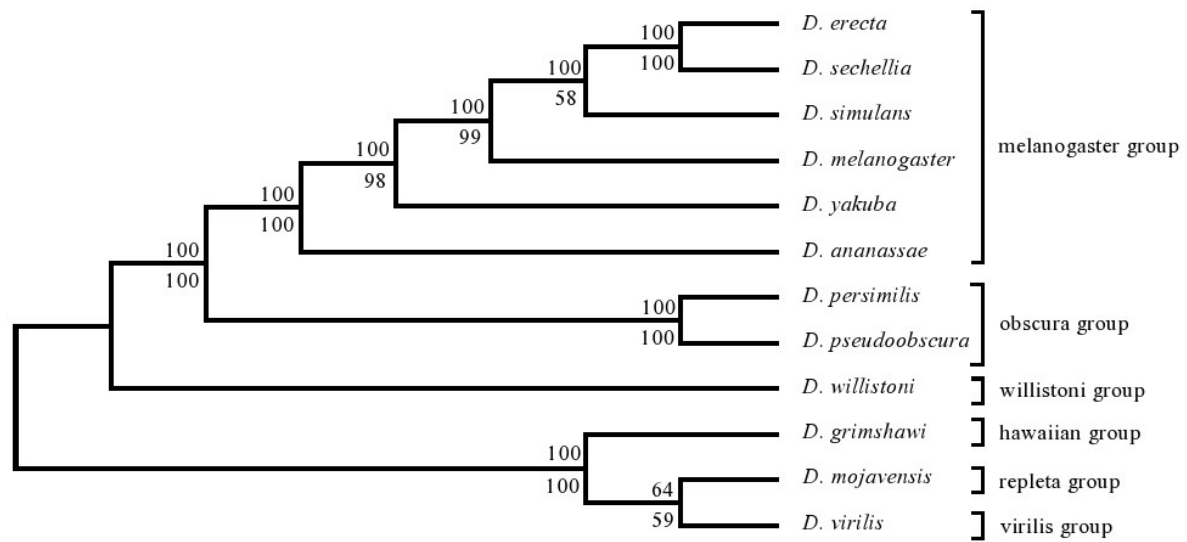 100
D. erecta
100
D. sechellia
100
58
D. simulans
100
99
D. melanogaster
melanogaster group
100
98
D. yakuba
100
100
D. ananassae
100
100
D. persimilis
100
100
D. pseudoobscura
obscura group
D. willistoni
willistoni group
D. grimshawi
hawaiian group
100
100
D. mojavensis
repleta group
64
59
D. virilis
virilis group